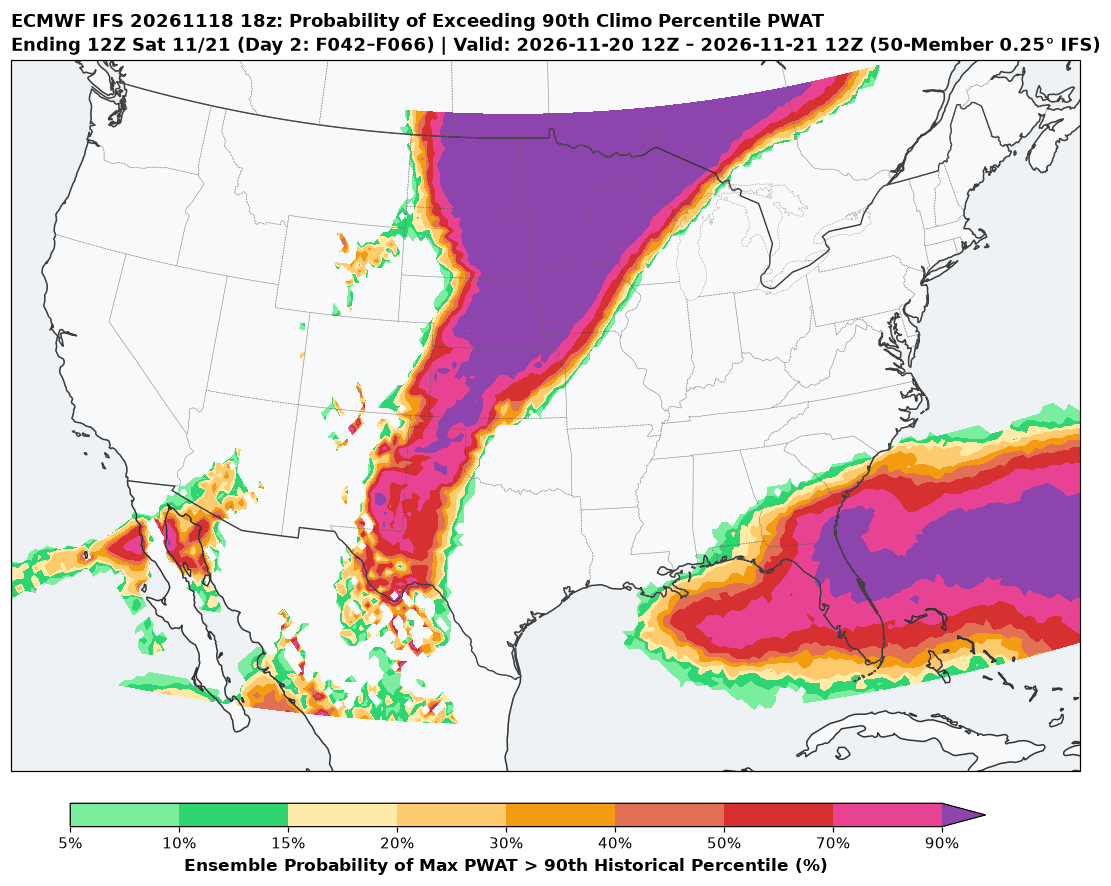 ECMWF IFS 20261118 18z: Probability of Exceeding 90th Climo Percentile PWAT
Ending 12Z Sat 11/21 (Day 2: F042–F066) | Valid: 2026-11-20 12Z – 2026-11-21 12Z (50-Member 0.25° IFS)
5% 10% 15% 20% 30% 40% 50% 70% 90%
Ensemble Probability of Max PWAT > 90th Historical Percentile (%)